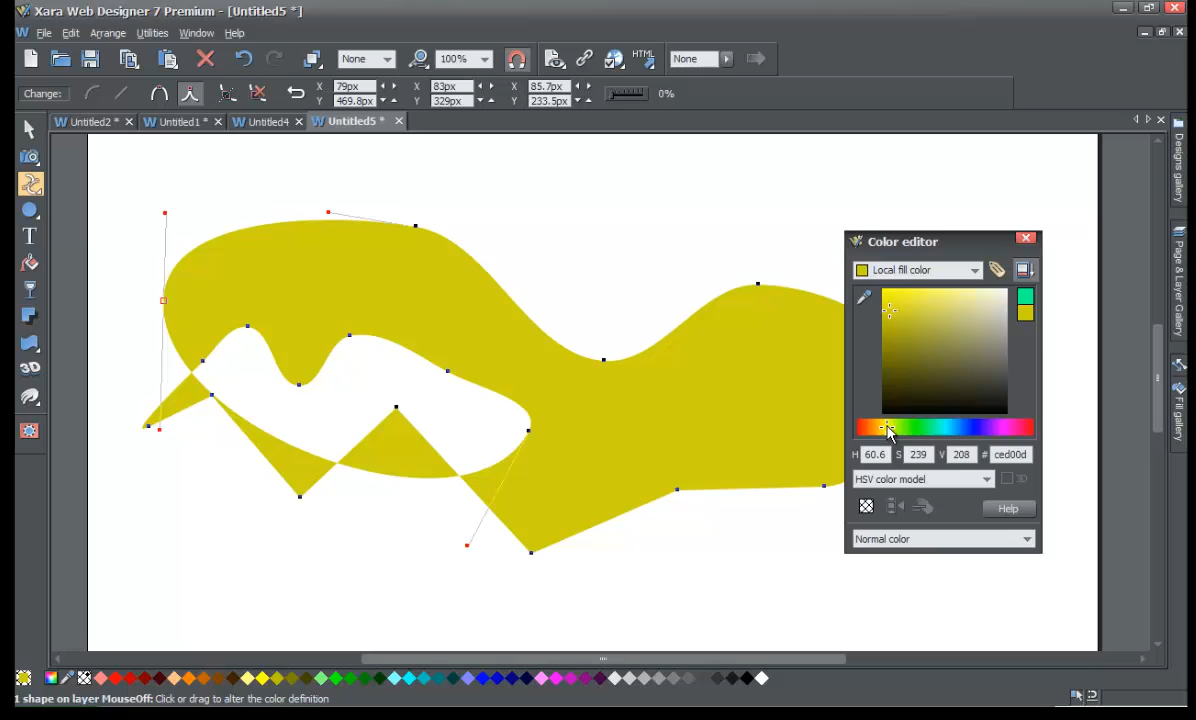 Xara Web Designer 7 Premium - [Untitled5 *]
File Edit Arrange Utilities Window Help
None 100% HTML None
Change: X 79px X 83px X 85.7px 0%
Y 469.8px Y 329px Y 233.5px
Untitled2 * Untitled1 * Untitled4 Untitled5 *
Designs gallery
Page & Layer Gallery
Fill gallery
T
3D
Color editor
Local fill color
H 60.6 S 239 V 208 # ced00d
HSV color model 3D
Help
Normal color
1 shape on layer MouseOff: Click or drag to alter the color definition